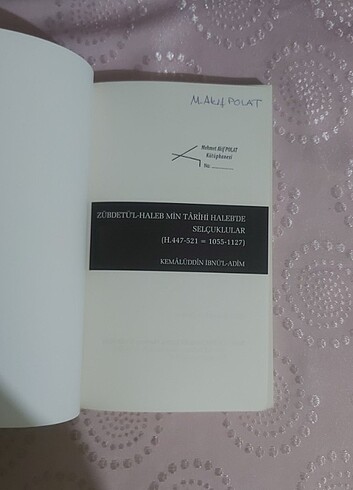 M. Akif POLAT
Mehmet Akif POLAT
Kütüphanesi
No:
ZÜBDETÜ'L-HALEB MİN TÂRİHİ HALEB'DE
SELÇUKLULAR
(H.447-521 = 1055-1127)
KEMÂLÜDDÎN İBNÜ'L-ADÎM